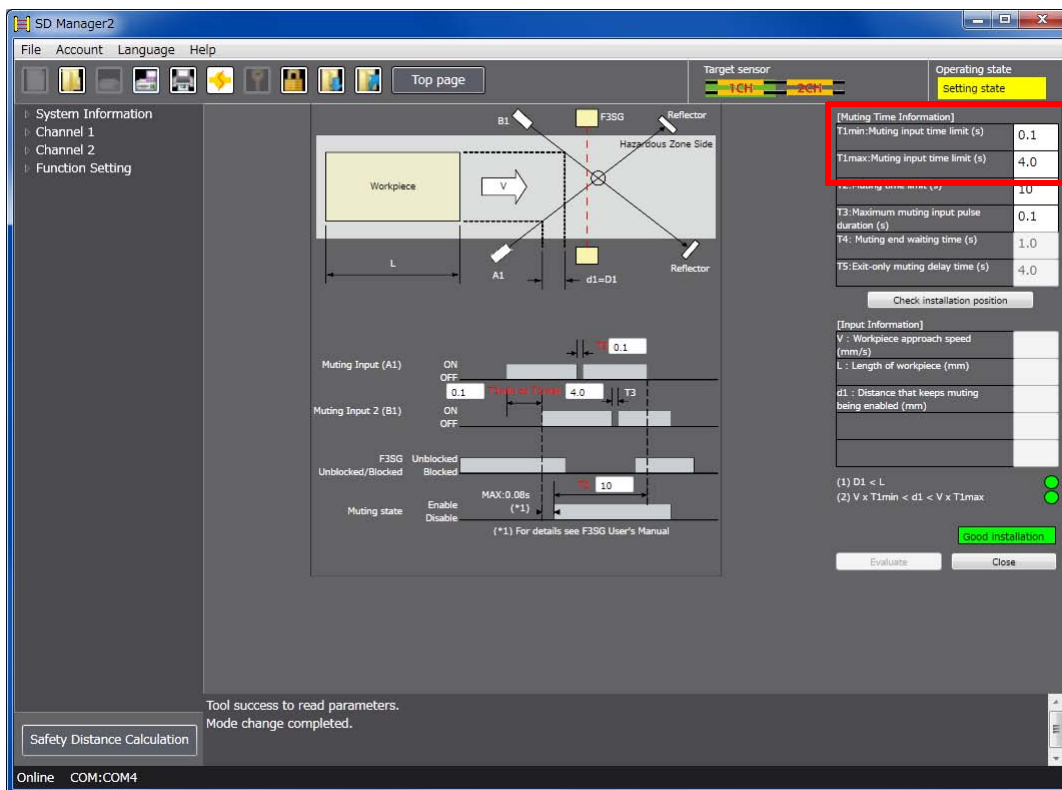 SD Manager2
File Account Language Help
Top page
Target sensor
1CH 2CH
Operating state
Setting state
System Information
Channel 1
Channel 2
Function Setting
B1
F3SG
Reflector
Hazardous Zone Side
Workpiece
V
L
A1
d1=D1
Reflector
0.1
Muting Input (A1)
ON
OFF
0.1
T1min or T1max
4.0
T3
Muting Input 2 (B1)
ON
OFF
F3SG
Unblocked/Blocked
Unblocked
Blocked
10
MAX:0.08s
(*1)
Muting state
Enable
Disable
(*1) For details see F3SG User's Manual
[Muting Time Information]
T1min:Muting input time limit (s) 0.1
T1max:Muting input time limit (s) 4.0
T2:Muting time limit (s) 10
T3:Maximum muting input pulse
duration (s) 0.1
T4: Muting end waiting time (s) 1.0
T5:Exit-only muting delay time (s) 4.0
Check installation position
[Input Information]
V : Workpiece approach speed
(mm/s)
L : Length of workpiece (mm)
d1 : Distance that keeps muting
being enabled (mm)
(1) D1 < L
(2) V x T1min < d1 < V x T1max
Good installation
Evaluate
Close
Tool success to read parameters.
Mode change completed.
Safety Distance Calculation
Online COM:COM4